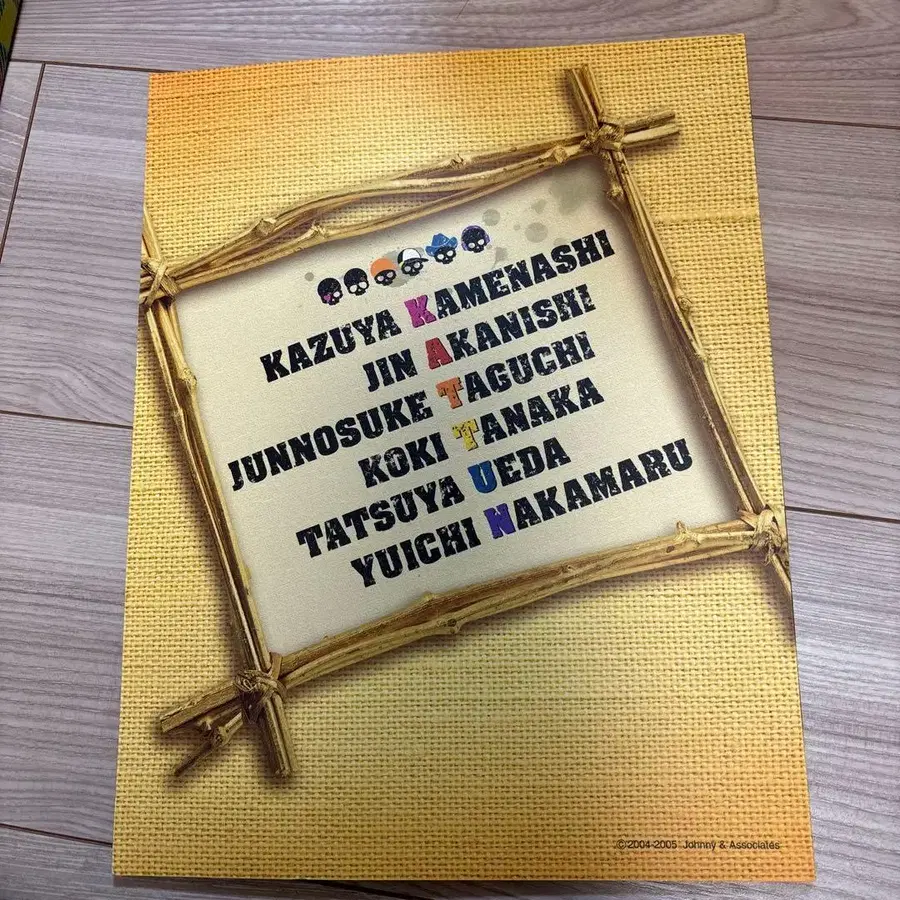 KAZUYA KAMENASHI
JIN AKANISHI
JUNNOSUKE TAGUCHI
KOKI TANAKA
TATSUYA UEDA
YUICHI NAKAMARU
©2004-2005 Johnny & Associates